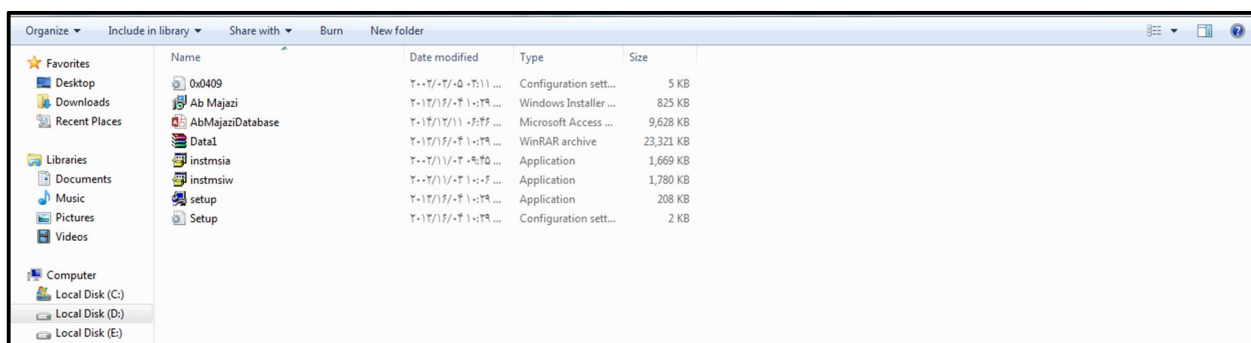 Organize Include in library Share with Burn New folder
Name Date modified Type Size
Favorites
Desktop
Downloads
Recent Places
Libraries
Documents
Music
Pictures
Videos
Computer
Local Disk (C:)
Local Disk (D:)
Local Disk (E:)
0x0409 Configuration sett... 5 KB
Ab Majazi Windows Installer ... 825 KB
AbMajaziDatabase Microsoft Access ... 9,628 KB
Data1 WinRAR archive 23,321 KB
instmsia Application 1,669 KB
instmsiw Application 1,780 KB
setup Application 208 KB
Setup Configuration sett... 2 KB